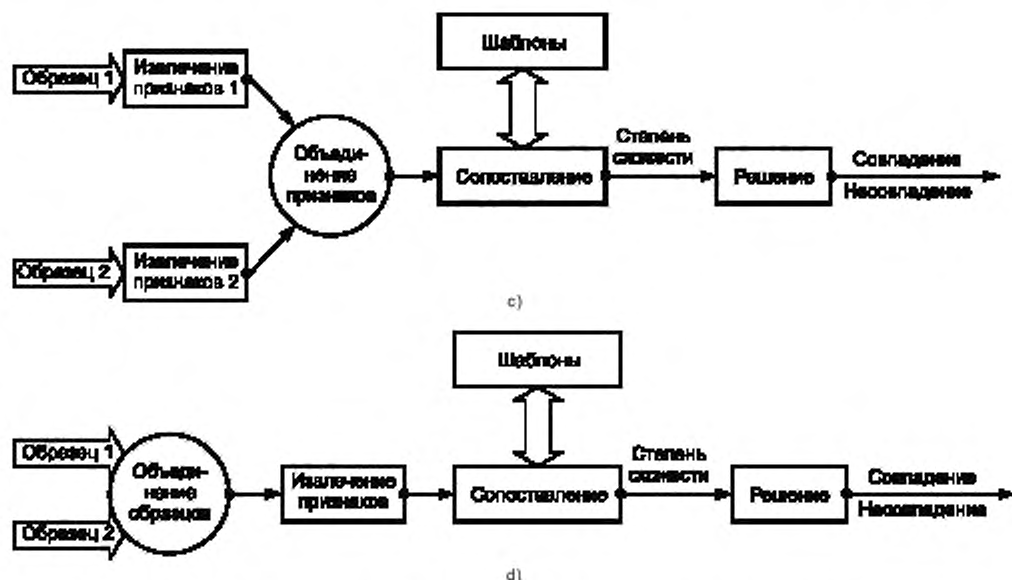 Шаблоны
Образец 1
Извлечение
признаков 1
Объеди-
нение
признаков
Сопоставление
Степень
схожести
Решение
Совпадение
Несовпадение
Образец 2
Извлечение
признаков 2
c)
Шаблоны
Образец 1
Образец 2
Объеди-
нение
образцов
Извлечение
признаков
Сопоставление
Степень
схожести
Решение
Совпадение
Несовпадение
d)